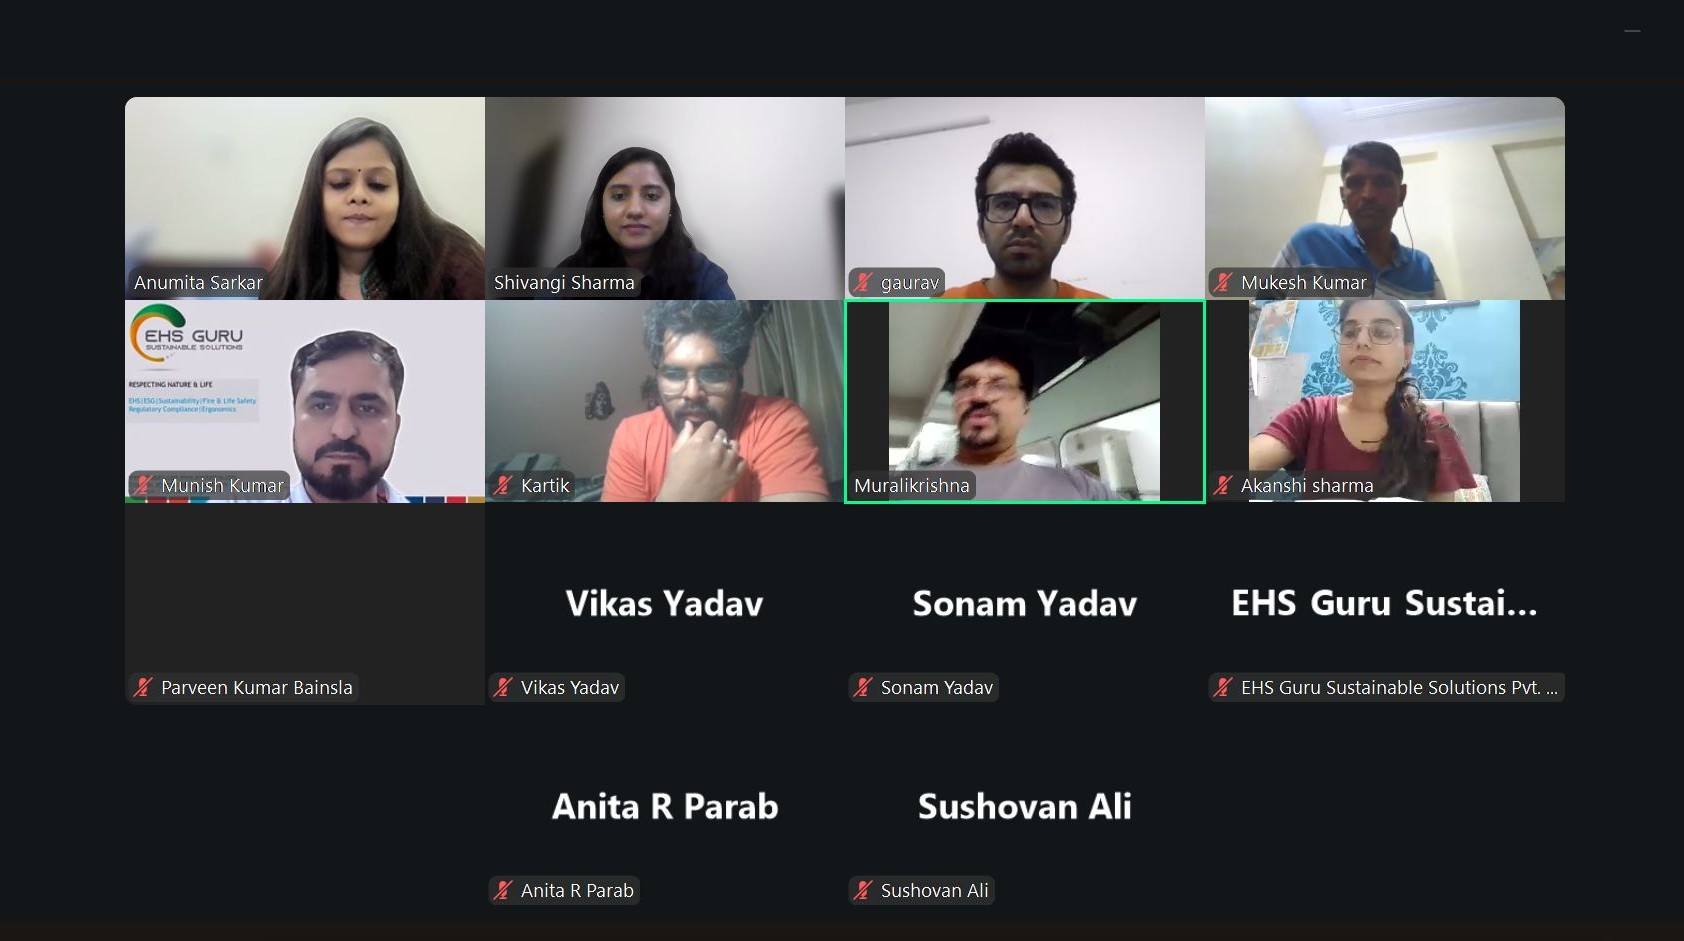 Anumita Sarkar
Shivangi Sharma
gaurav
Mukesh Kumar
EHS GURU
SUSTAINABLE SOLUTIONS
RESPECTING NATURE & LIFE
EHS|ESG|Sustainability|Fire & Life Safety
Regulatory Compliance|Ergonomics
Munish Kumar
Kartik
Muralikrishna
Akanshi sharma
Parveen Kumar Bainsla
Vikas Yadav
Vikas Yadav
Sonam Yadav
Sonam Yadav
EHS Guru Sustai...
EHS Guru Sustainable Solutions Pvt. ...
Anita R Parab
Anita R Parab
Sushovan Ali
Sushovan Ali